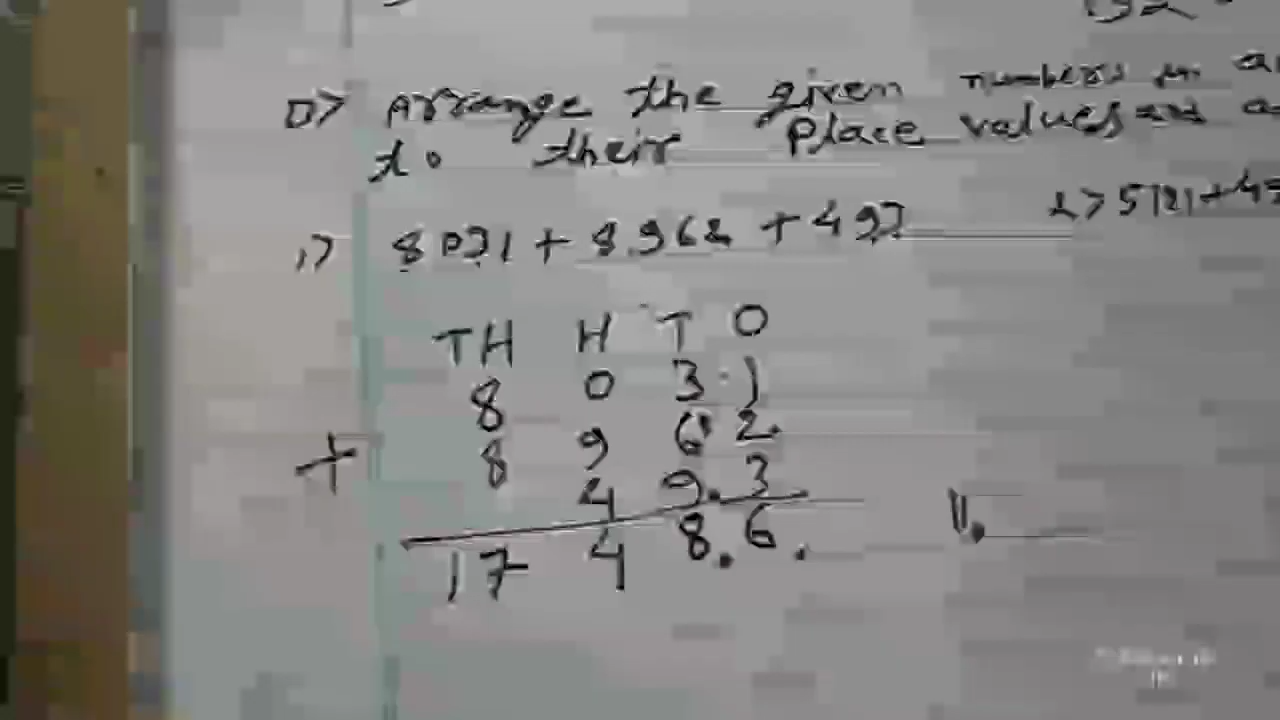 Arrange the given numbers in
to their place values and
1> 8031 + 8962 + 493
2> 5121 + 4
TH H T O
8 0 3 1
8 9 6 2
+ 4 9 3
17 4 8 6